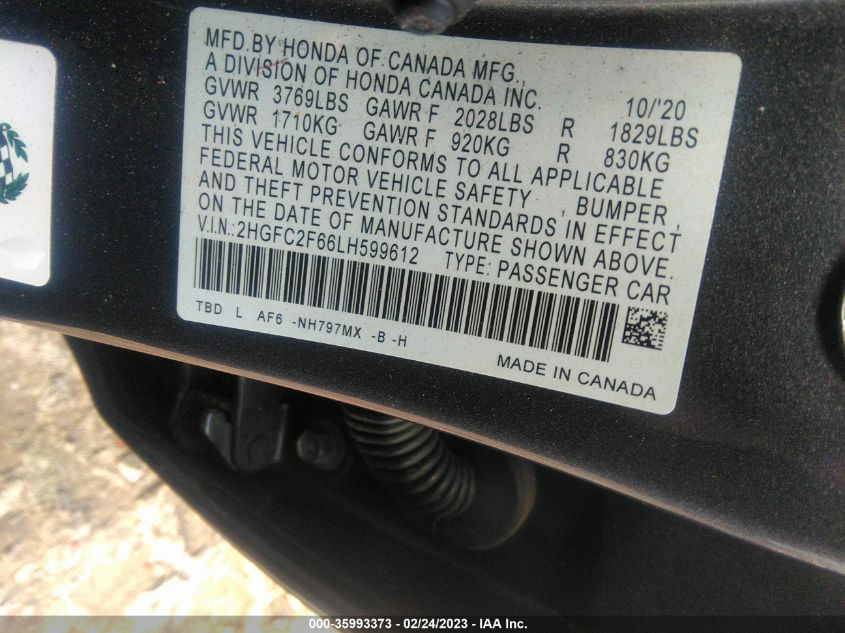 MFD.BY HONDA OF CANADA MFG.,
A DIVISION OF HONDA CANADA INC.
10/'20
GVWR 3769LBS GAWR F 2028LBS R 1829LBS
GVWR 1710KG GAWR F 920KG R 830KG
THIS VEHICLE CONFORMS TO ALL APPLICABLE
FEDERAL MOTOR VEHICLE SAFETY , BUMPER ,
AND THEFT PREVENTION STANDARDS IN EFFECT
ON THE DATE OF MANUFACTURE SHOWN ABOVE.
V.I.N.:2HGFC2F66LH599612 TYPE: PASSENGER CAR
TBD L AF6 -NH797MX -B -H
MADE IN CANADA
000-35993373 - 02/24/2023 - IAA Inc.